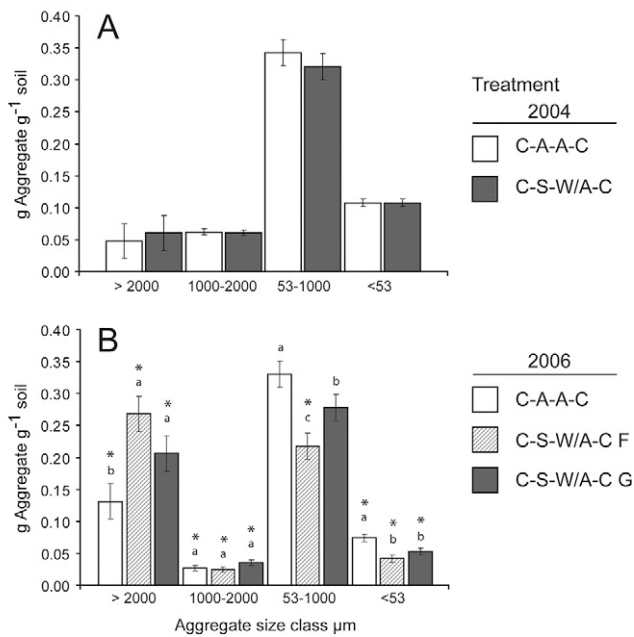 A
g Aggregate g⁻¹ soil
0.40
0.35
0.30
0.25
0.20
0.15
0.10
0.05
0.00
> 2000 1000-2000 53-1000 <53
Treatment
2004
C-A-A-C
C-S-W/A-C
B
g Aggregate g⁻¹ soil
0.40
0.35
0.30
0.25
0.20
0.15
0.10
0.05
0.00
* b
* a
* a
* a
* a
* a
a
* c
b
* a
* b
* b
> 2000 1000-2000 53-1000 <53
Aggregate size class μm
2006
C-A-A-C
C-S-W/A-C F
C-S-W/A-C G